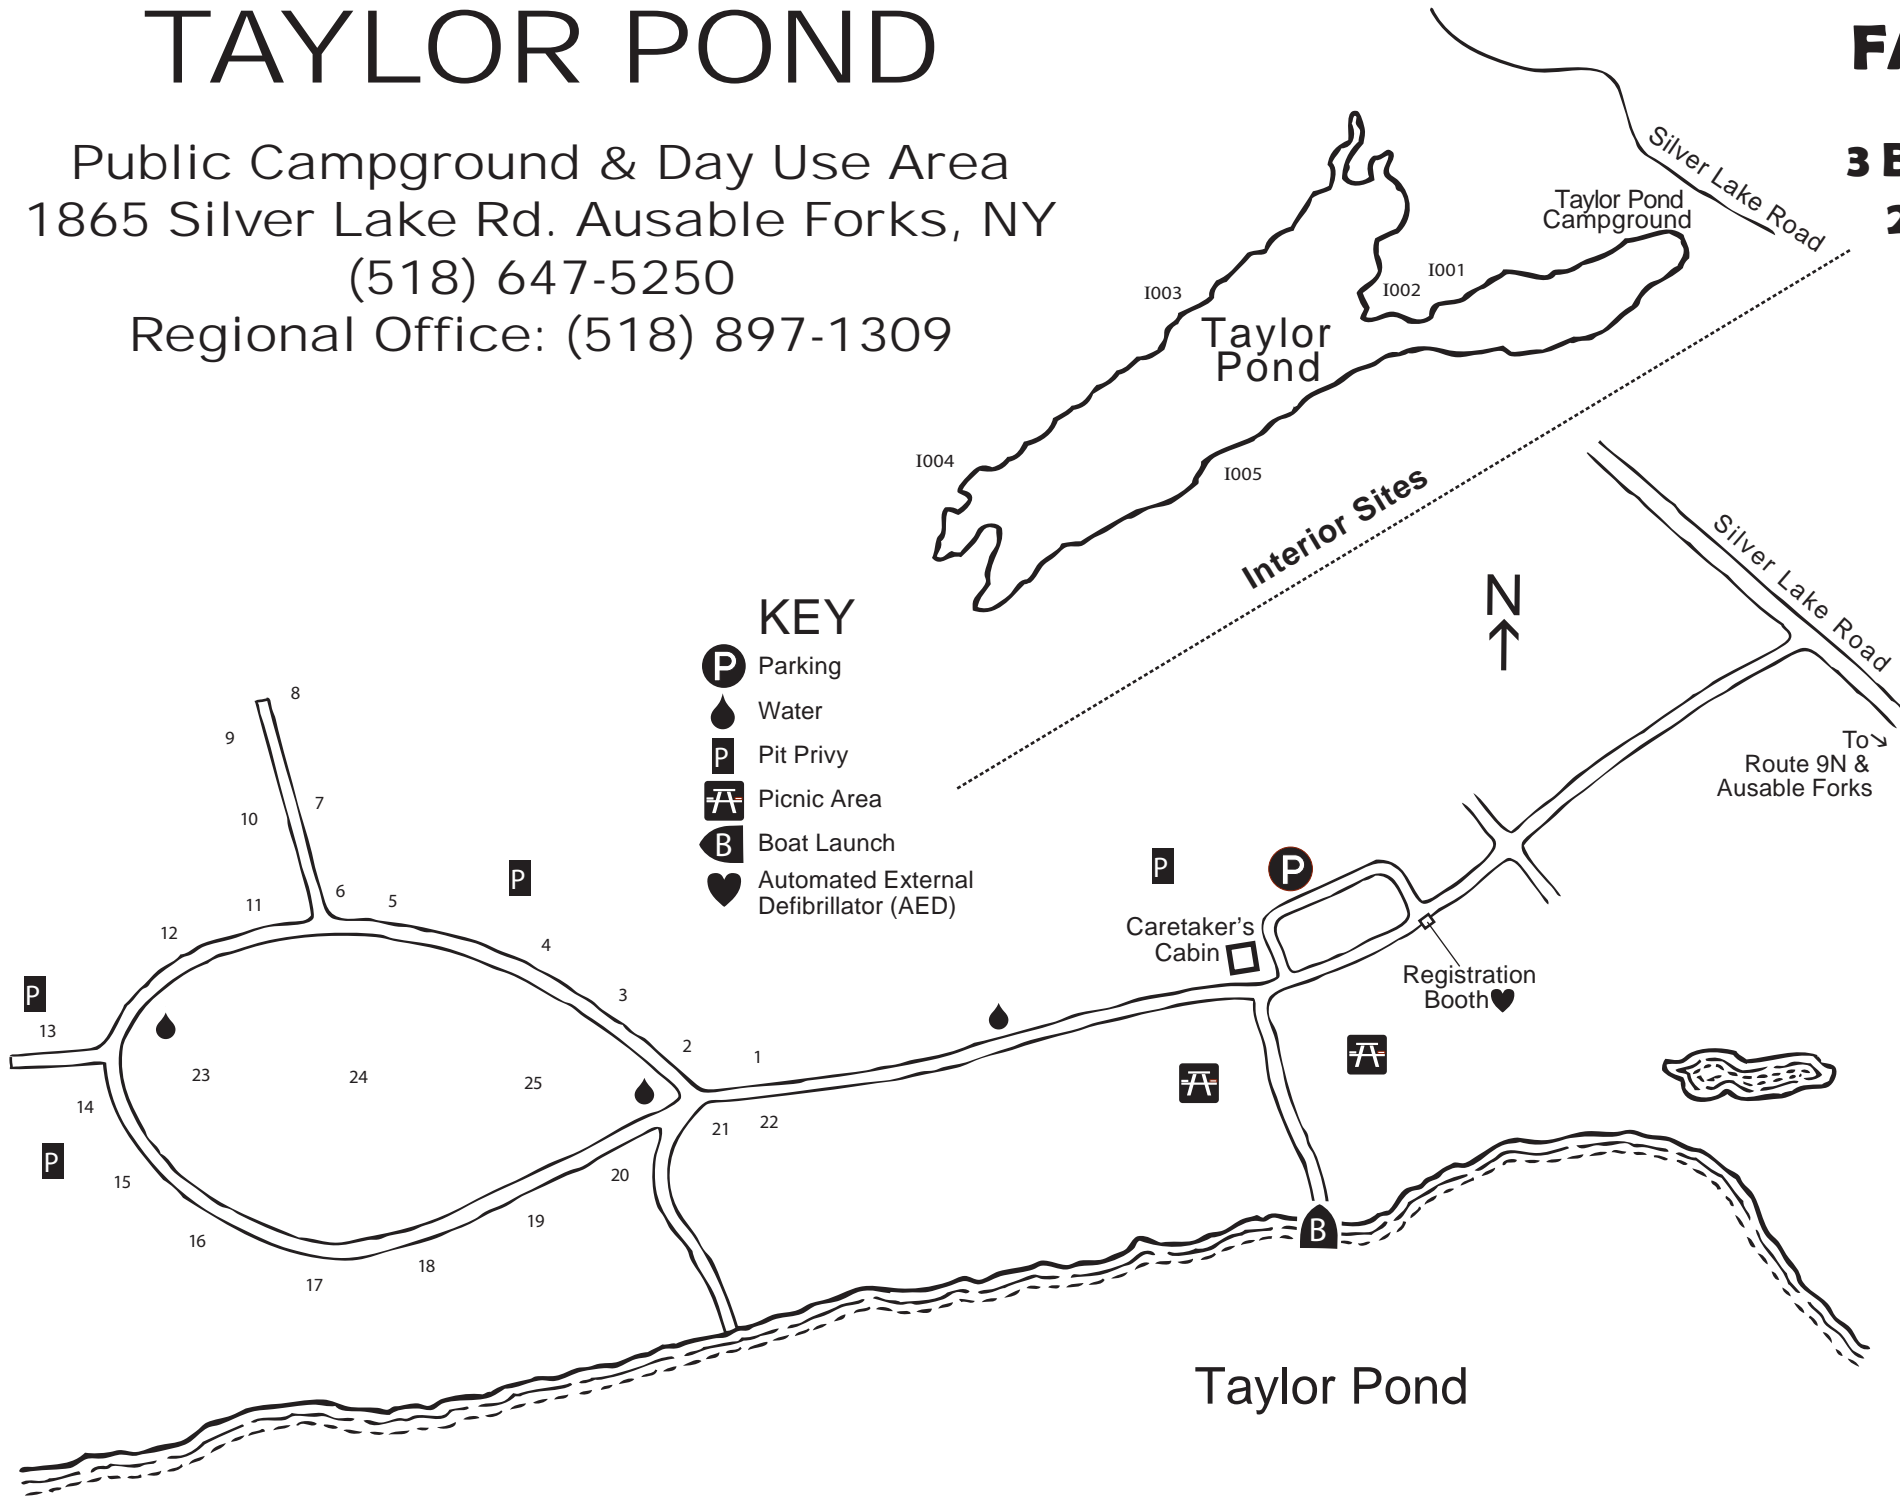 TAYLOR POND
Public Campground & Day Use Area
1865 Silver Lake Rd. Ausable Forks, NY
(518) 647-5250
Regional Office: (518) 897-1309
Silver Lake Road
Taylor Pond
Campground
I001
I002
I003
Taylor
Pond
I004
I005
Interior Sites
N
Silver Lake Road
To
Route 9N &
Ausable Forks
KEY
P Parking
Water
P Pit Privy
Picnic Area
B Boat Launch
Automated External
Defibrillator (AED)
8
9
7
10
P
6
5
11
12
4
P
3
13
2
1
23
24
25
14
21
22
P
15
20
19
16
18
17
P
P
Caretaker's
Cabin
Registration
Booth
B
Taylor Pond
3